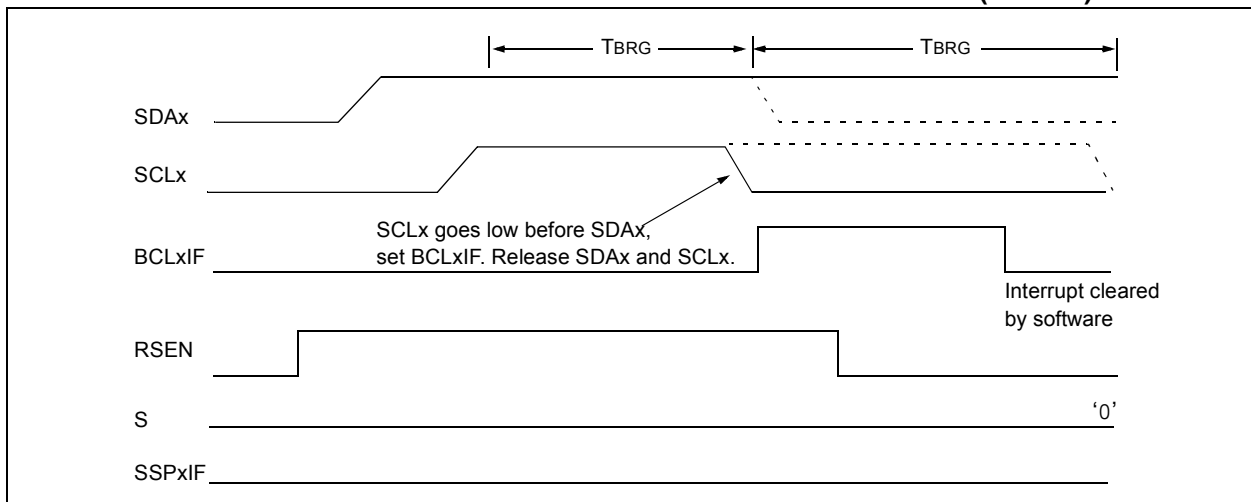 TBRG
TBRG
SDAx
SCLx
SCLx goes low before SDAx,
set BCLxIF. Release SDAx and SCLx.
BCLxIF
Interrupt cleared
by software
RSEN
S
‘0’
SSPxIF